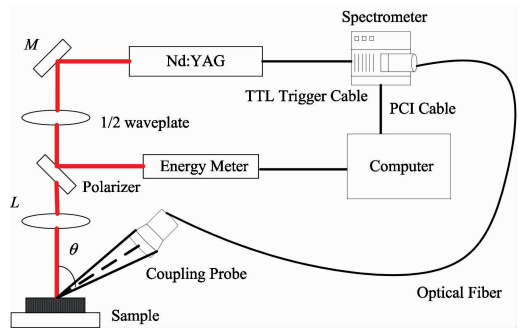 Spectrometer
M
Nd:YAG
TTL Trigger Cable
PCI Cable
1/2 waveplate
Energy Meter
Computer
Polarizer
L
θ
Coupling Probe
Optical Fiber
Sample